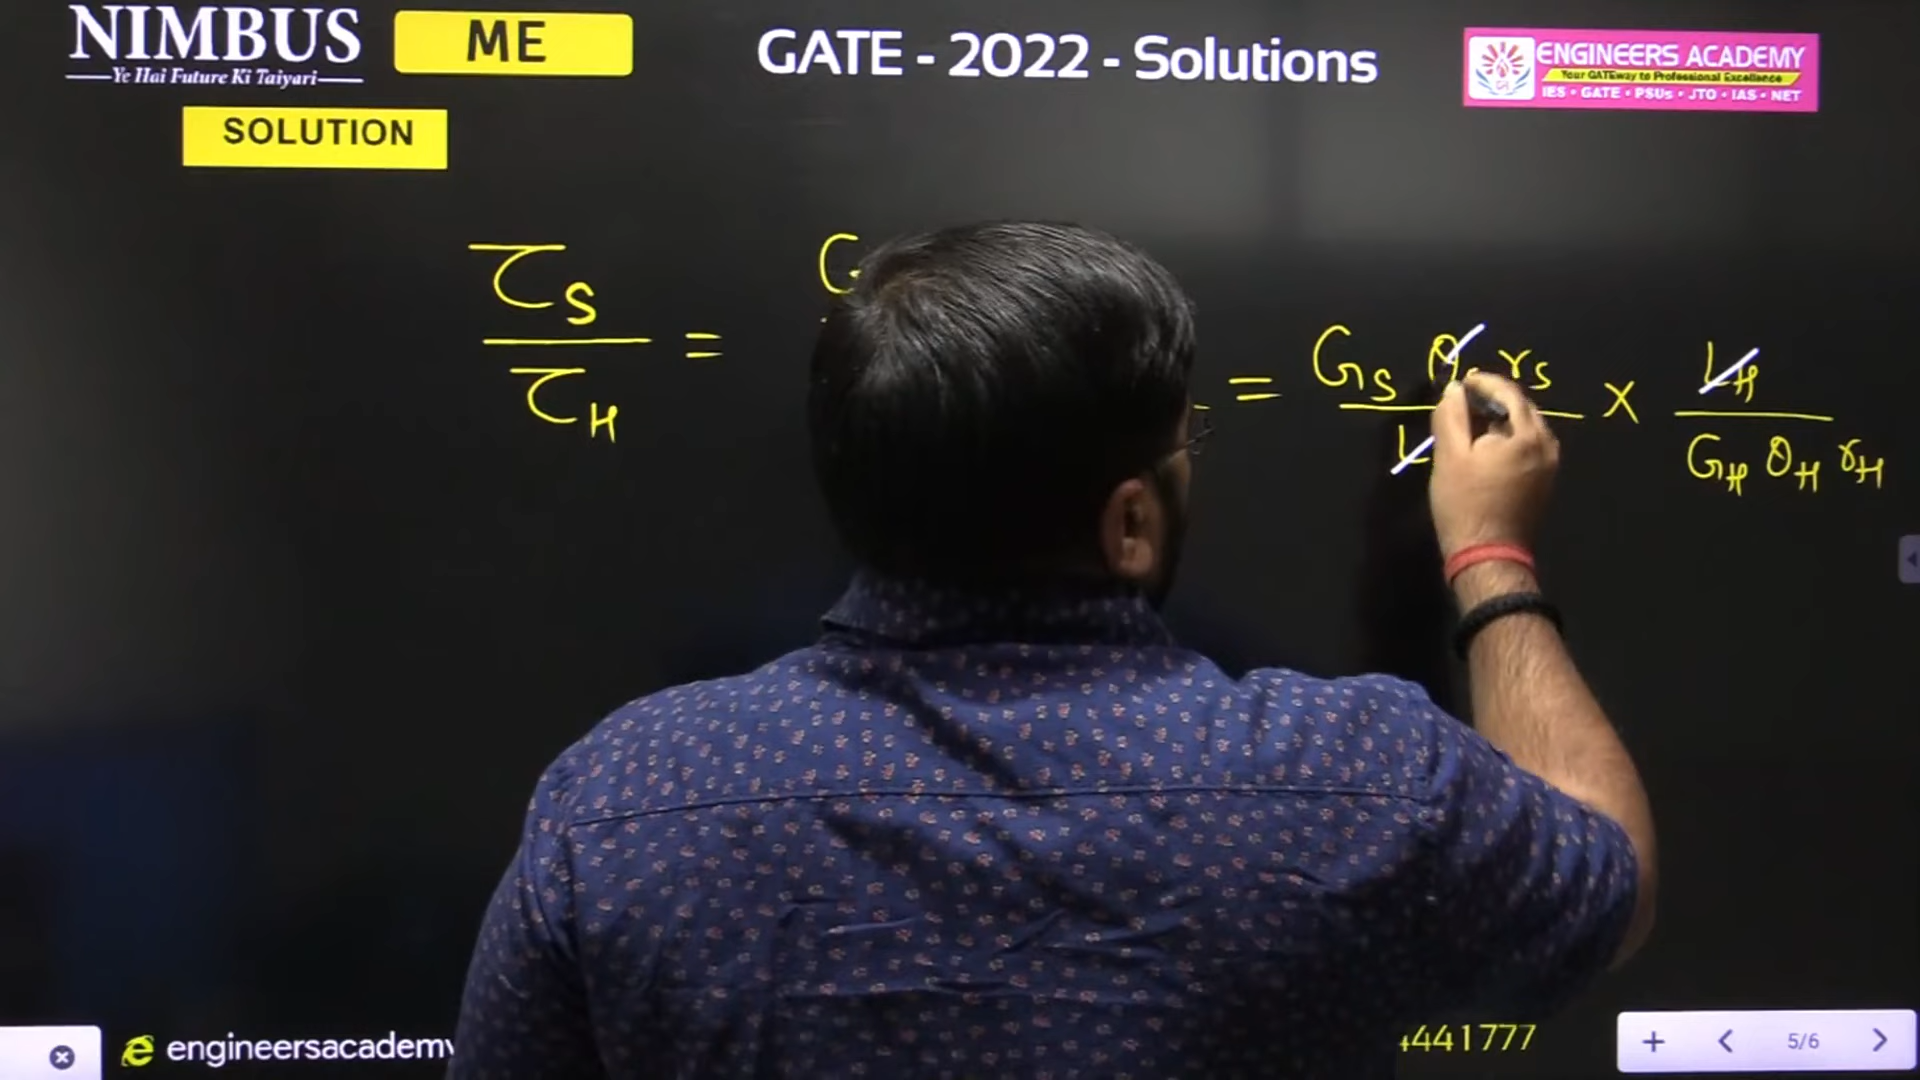 NIMBUS
Ye Hai Future Ki Taiyari
ME
GATE - 2022 - Solutions
ENGINEERS ACADEMY
Your GATEway to Professional Excellence
IES • GATE • PSUs • JTO • IAS • NET
SOLUTION
τS / τH = G = GS θ rS / L × LH / GH θH rH
engineersacademy
441777
5/6